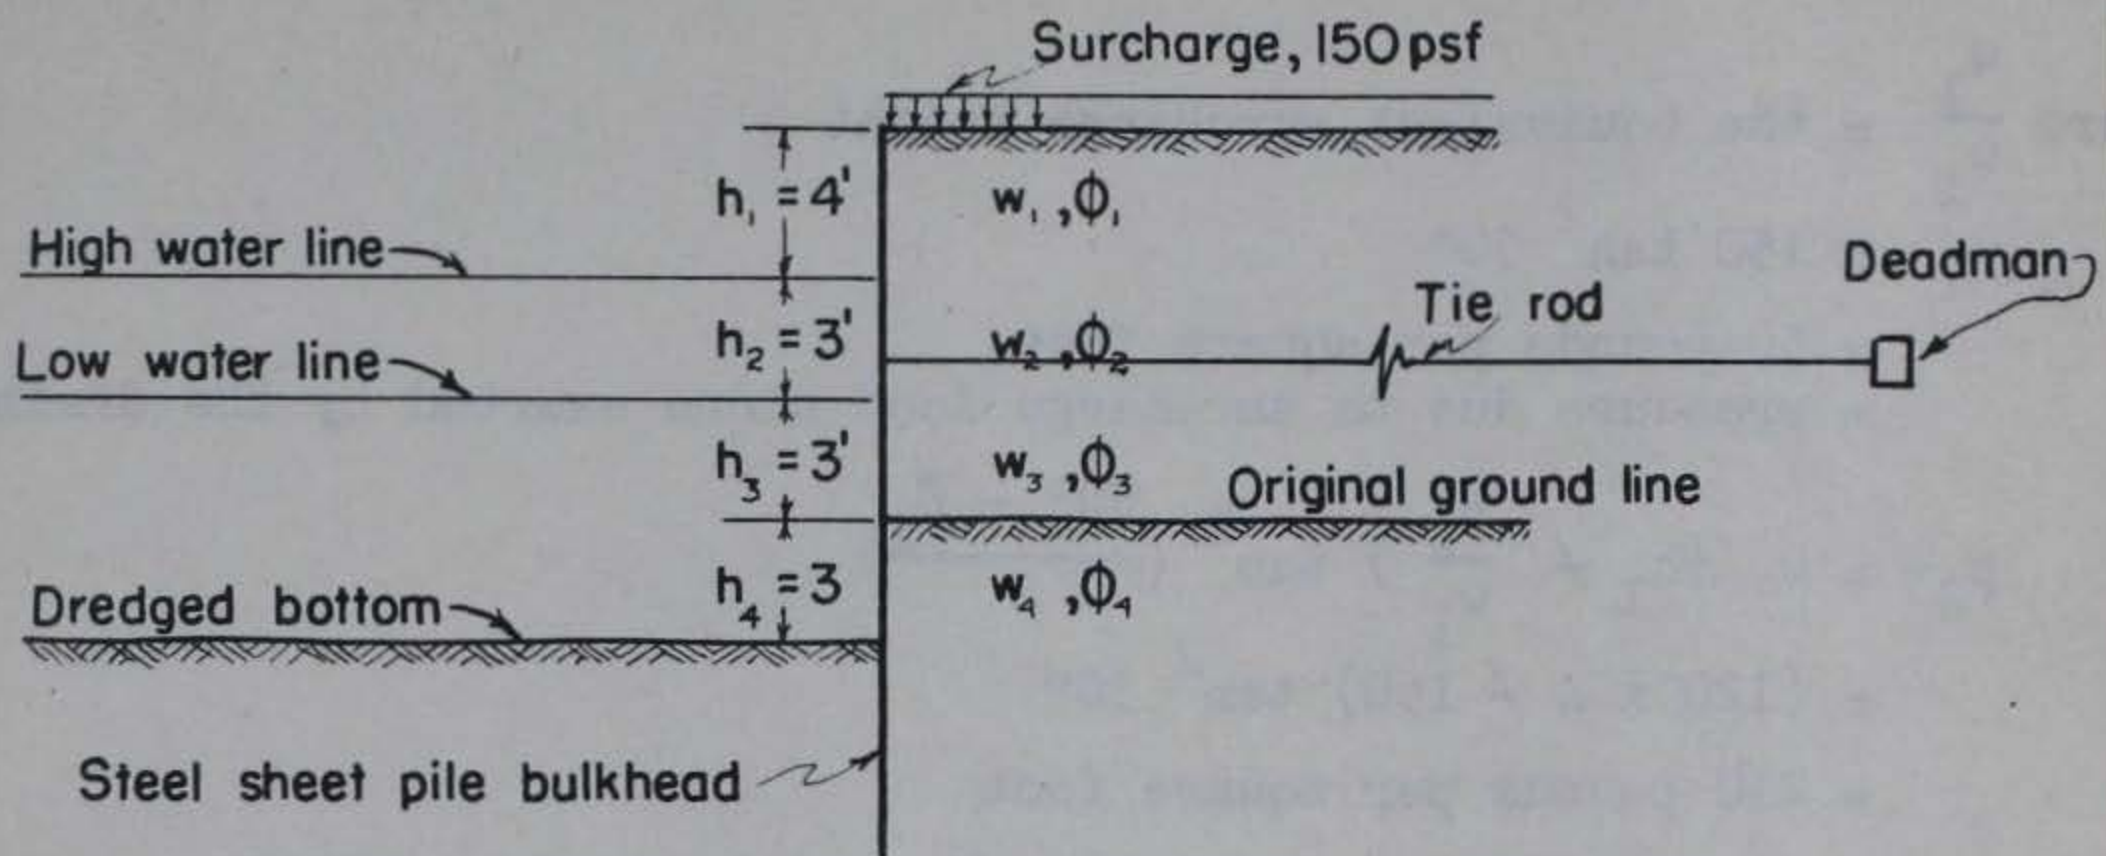 Surcharge, 150 psf
h₁ = 4'
w₁ ,Φ₁
High water line
Deadman
Tie rod
h₂ = 3'
w₂ ,Φ₂
Low water line
h₃ = 3'
w₃ ,Φ₃
Original ground line
h₄ = 3
w₄ ,Φ₄
Dredged bottom
Steel sheet pile bulkhead